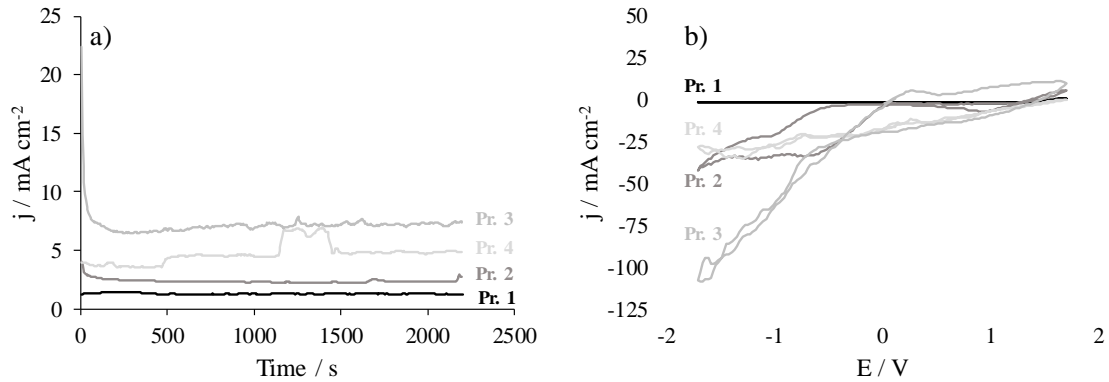 a)
25
20
15
10
5
0
j / mA cm-2
0 500 1000 1500 2000 2500
Time / s
Pr. 3
Pr. 4
Pr. 2
Pr. 1
b)
50
25
0
-25
-50
-75
-100
-125
j / mA cm-2
-2 -1 0 1 2
E / V
Pr. 1
Pr. 4
Pr. 2
Pr. 3